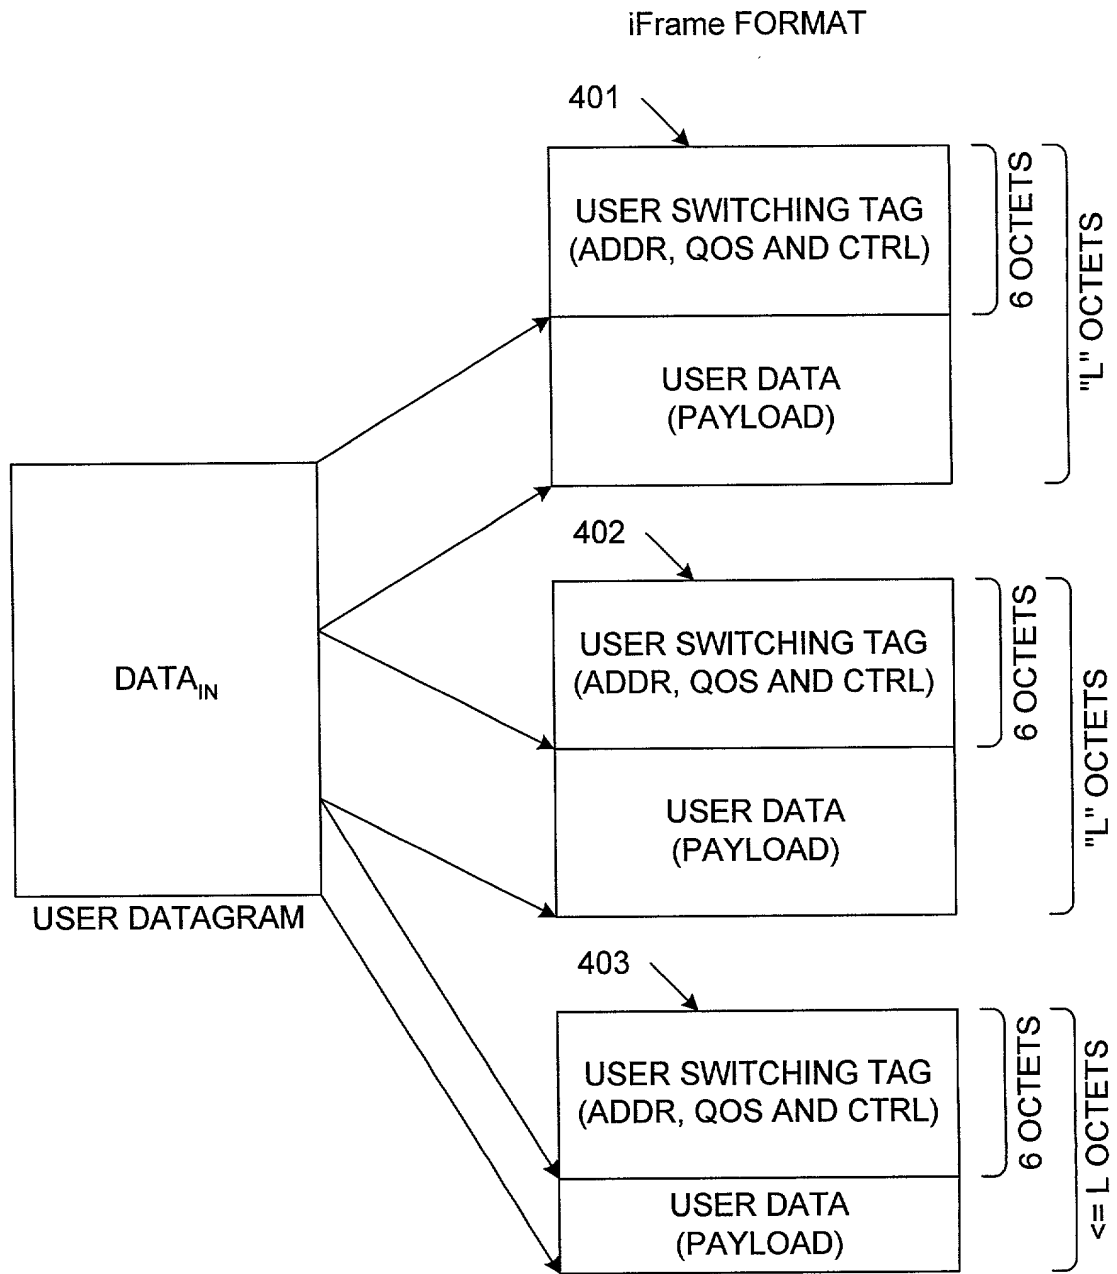 iFrame FORMAT
401
USER SWITCHING TAG
(ADDR, QOS AND CTRL)
6 OCTETS
"L" OCTETS
USER DATA
(PAYLOAD)
402
USER SWITCHING TAG
(ADDR, QOS AND CTRL)
6 OCTETS
"L" OCTETS
USER DATA
(PAYLOAD)
DATA_IN
USER DATAGRAM
403
USER SWITCHING TAG
(ADDR, QOS AND CTRL)
6 OCTETS
<= L OCTETS
USER DATA
(PAYLOAD)